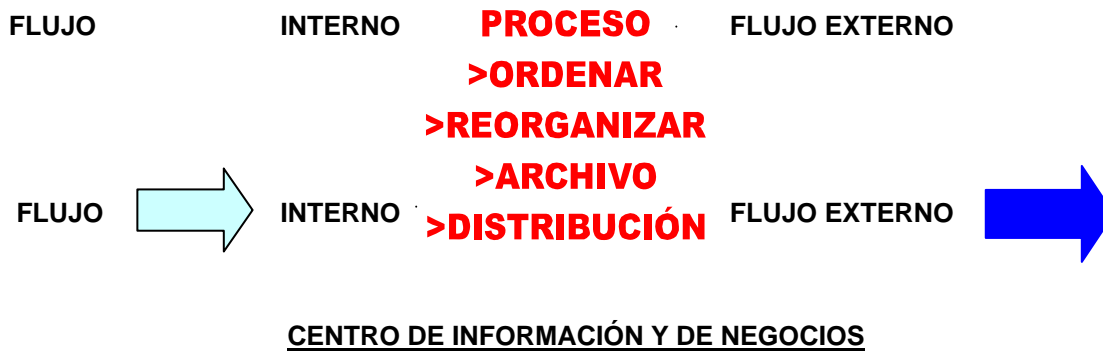 FLUJO INTERNO PROCESO FLUJO EXTERNO
>ORDENAR
>REORGANIZAR
>ARCHIVO
FLUJO INTERNO >DISTRIBUCIÓN FLUJO EXTERNO
CENTRO DE INFORMACIÓN Y DE NEGOCIOS